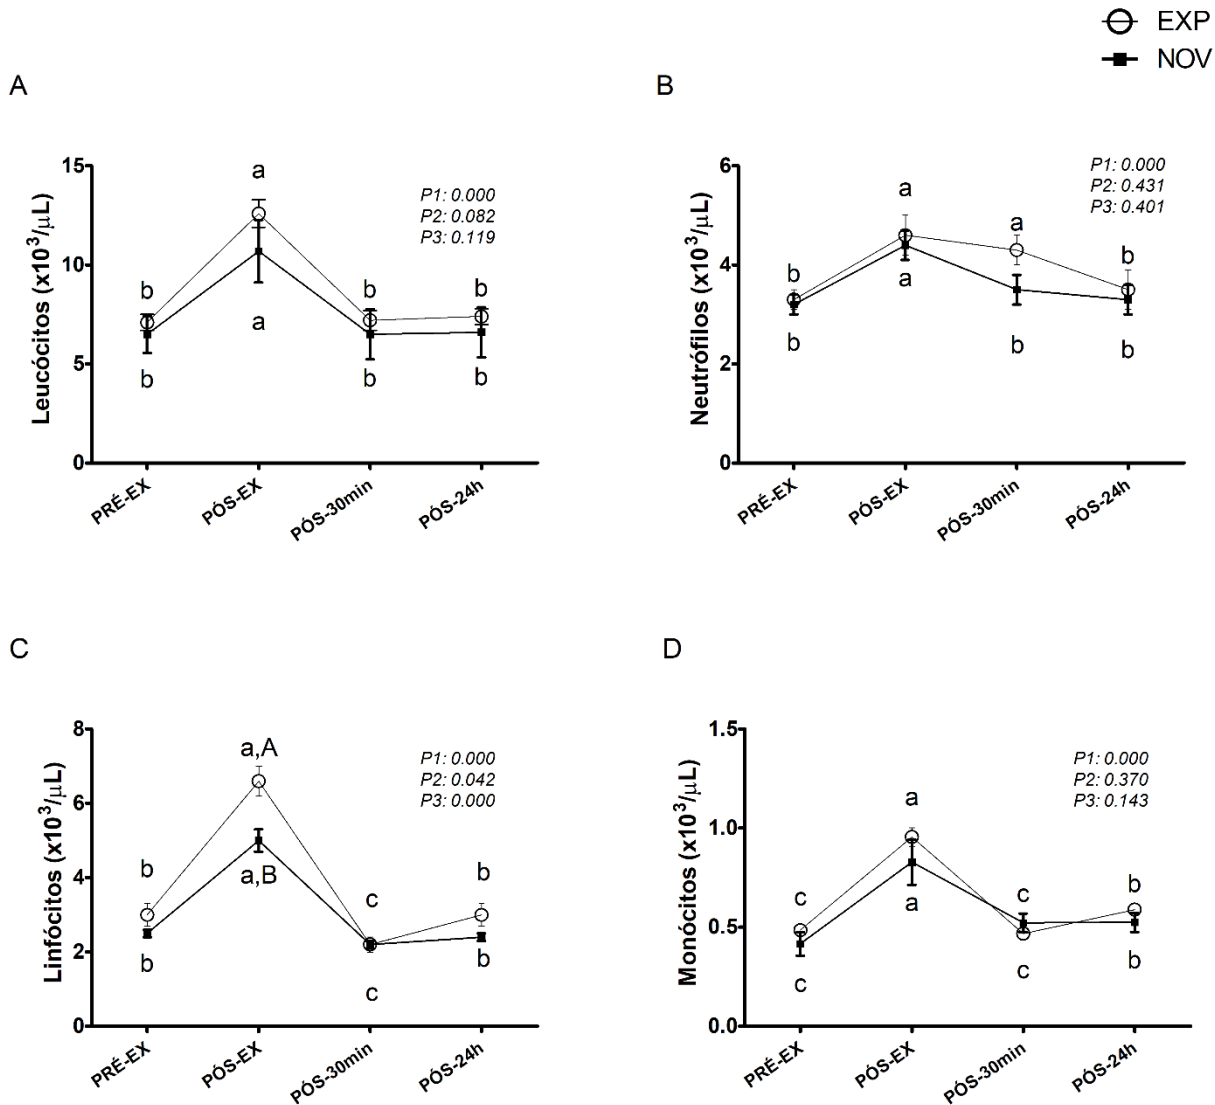 EXP
NOV
A
Leucócitos (x10³/µL)
15
10
5
0
a
b
b
b
a
b
b
b
P1: 0.000
P2: 0.082
P3: 0.119
PRÉ-EX
PÓS-EX
PÓS-30min
PÓS-24h
B
Neutrófilos (x10³/µL)
6
4
2
0
a
a
b
b
a
b
b
b
P1: 0.000
P2: 0.431
P3: 0.401
PRÉ-EX
PÓS-EX
PÓS-30min
PÓS-24h
C
Linfócitos (x10³/µL)
8
6
4
2
0
a,A
b
c
b
a,B
b
c
b
P1: 0.000
P2: 0.042
P3: 0.000
PRÉ-EX
PÓS-EX
PÓS-30min
PÓS-24h
D
Monócitos (x10³/µL)
1.5
1.0
0.5
0.0
a
c
c
b
a
c
c
b
P1: 0.000
P2: 0.370
P3: 0.143
PRÉ-EX
PÓS-EX
PÓS-30min
PÓS-24h